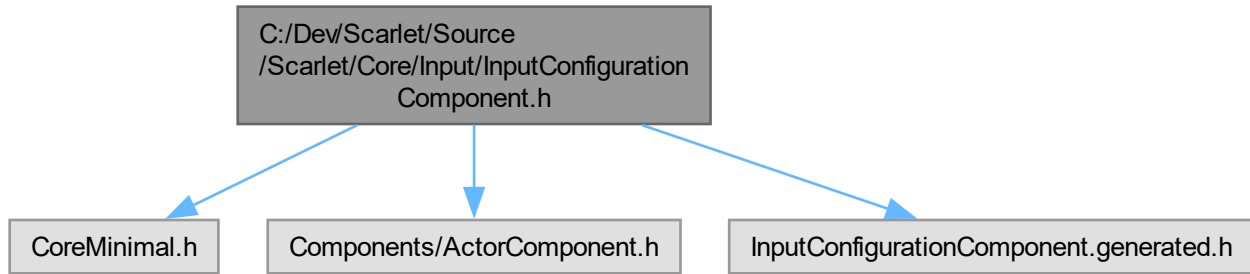 C:/Dev/Scarlet/Source
/Scarlet/Core/Input/InputConfiguration
Component.h
CoreMinimal.h
Components/ActorComponent.h
InputConfigurationComponent.generated.h